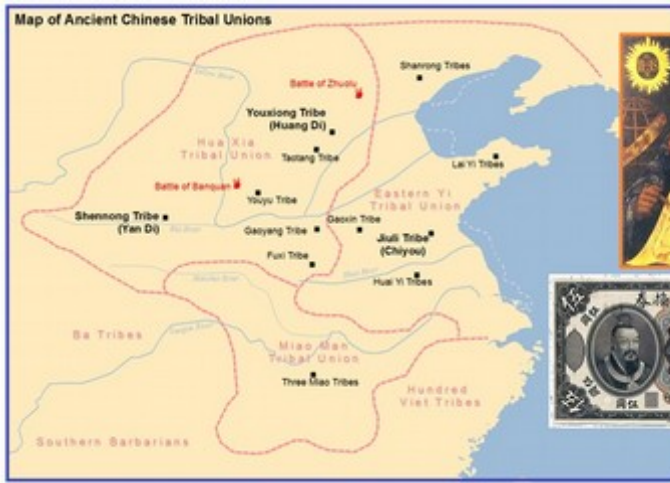 Map of Ancient Chinese Tribal Unions
Shanrong Tribes
Battle of Zhuolu
Youxiong Tribe
(Huang Di)
Hua Xia
Tribal Union
Taotang Tribe
Lai Yi Tribes
Battle of Banquan
Youyu Tribe
Eastern Yi
Tribal Union
Shennong Tribe
(Yan Di)
Gaoyang Tribe
Gaoxin Tribe
Jiuli Tribe
(Chiyou)
Fuxi Tribe
Huai Yi Tribes
Ba Tribes
Miao Man
Tribal Union
Three Miao Tribes
Hundred
Viet Tribes
Southern Barbarians